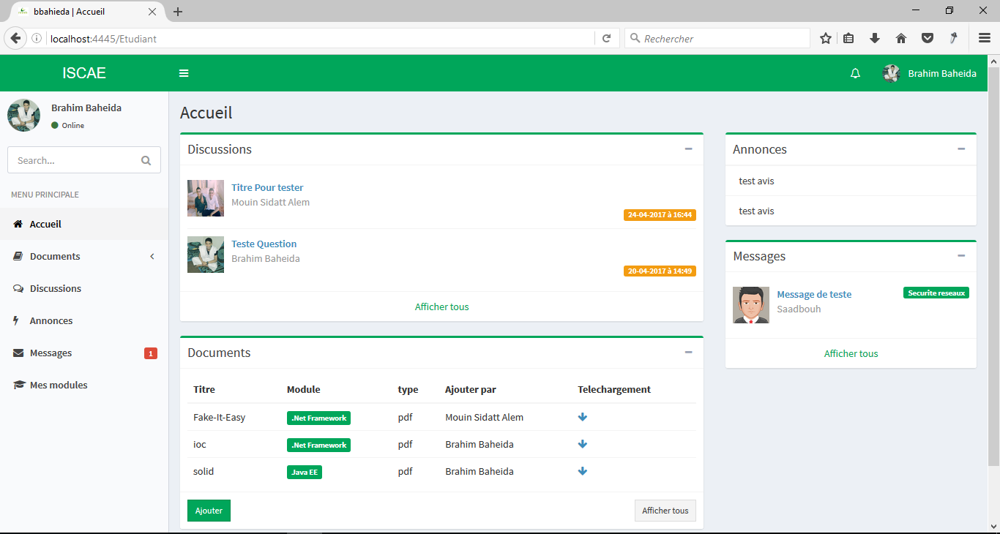 bbahieda | Accueil
localhost:4445/Etudiant
Rechercher
ISCAE
Brahim Baheida
Brahim Baheida
Online
Search...
MENU PRINCIPALE
Accueil
Documents
Discussions
Annonces
Messages 1
Mes modules
Accueil
Discussions
Titre Pour tester
Mouin Sidatt Alem
24-04-2017 à 16:44
Teste Question
Brahim Baheida
20-04-2017 à 14:49
Afficher tous
Documents
Titre Module type Ajouter par Telechargement
Fake-It-Easy .Net Framework pdf Mouin Sidatt Alem
ioc .Net Framework pdf Brahim Baheida
solid Java EE pdf Brahim Baheida
Ajouter Afficher tous
Annonces
test avis
test avis
Messages
Message de teste Securite reseaux
Saadbouh
Afficher tous